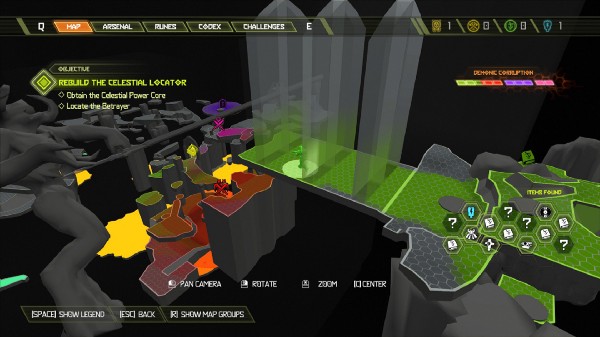 Q MAP ARSENAL RUNES CODEX CHALLENGES E
1 0 0 1
OBJECTIVE
REBUILD THE CELESTIAL LOCATOR
Obtain the Celestial Power Core
Locate the Betrayer
DEMONIC CORRUPTION
ITEMS FOUND
? ? ?
? ?
PAN CAMERA ROTATE ZOOM [C]CENTER
[SPACE] SHOW LEGEND [ESC] BACK [R] SHOW MAP GROUPS